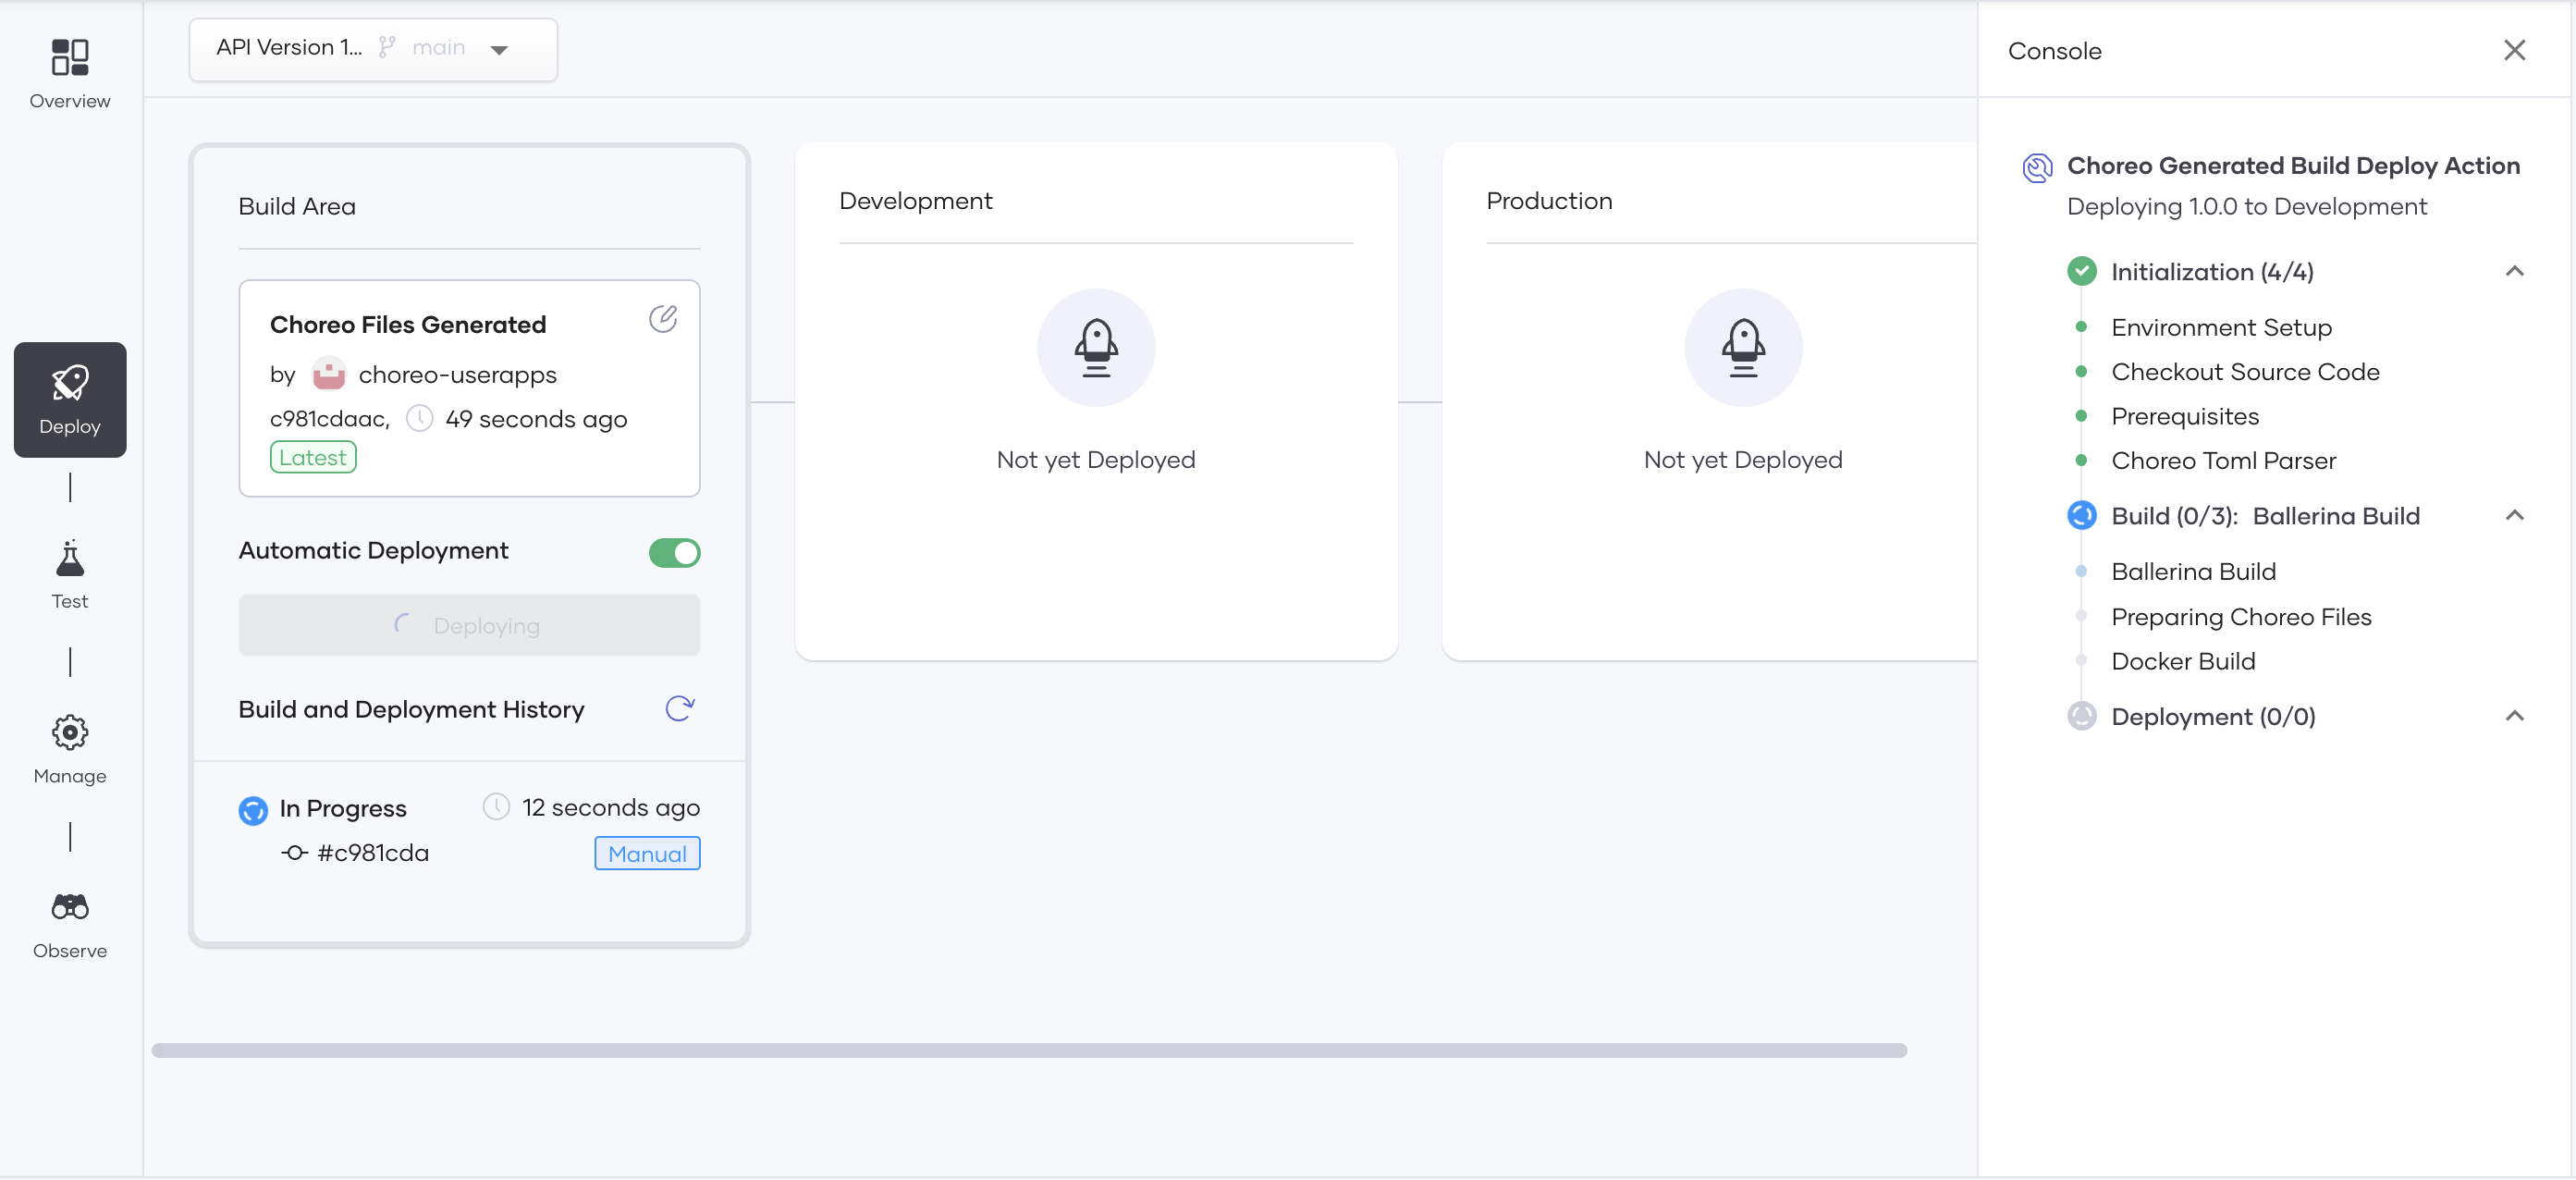 Overview
Deploy
Test
Manage
Observe
API Version 1... main
Build Area
Choreo Files Generated
by choreo-userapps
c981cdaac, 49 seconds ago
Latest
Automatic Deployment
Deploying
Build and Deployment History
In Progress 12 seconds ago
#c981cda Manual
Development
Not yet Deployed
Production
Not yet Deployed
Console
Choreo Generated Build Deploy Action
Deploying 1.0.0 to Development
Initialization (4/4)
Environment Setup
Checkout Source Code
Prerequisites
Choreo Toml Parser
Build (0/3): Ballerina Build
Ballerina Build
Preparing Choreo Files
Docker Build
Deployment (0/0)